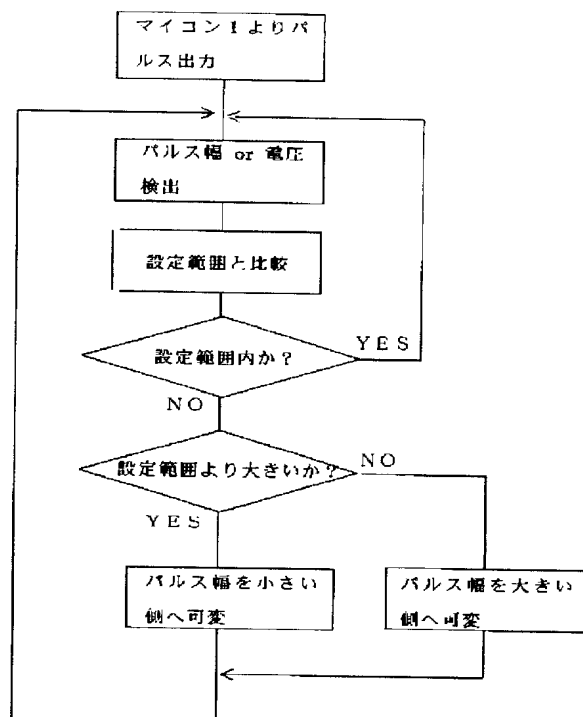 マイコン1よりパ
ルス出力
パルス幅 or 電圧
検出
設定範囲と比較
設定範囲内か？
YES
NO
設定範囲より大きいか？
NO
YES
パルス幅を小さい
側へ可変
パルス幅を大きい
側へ可変